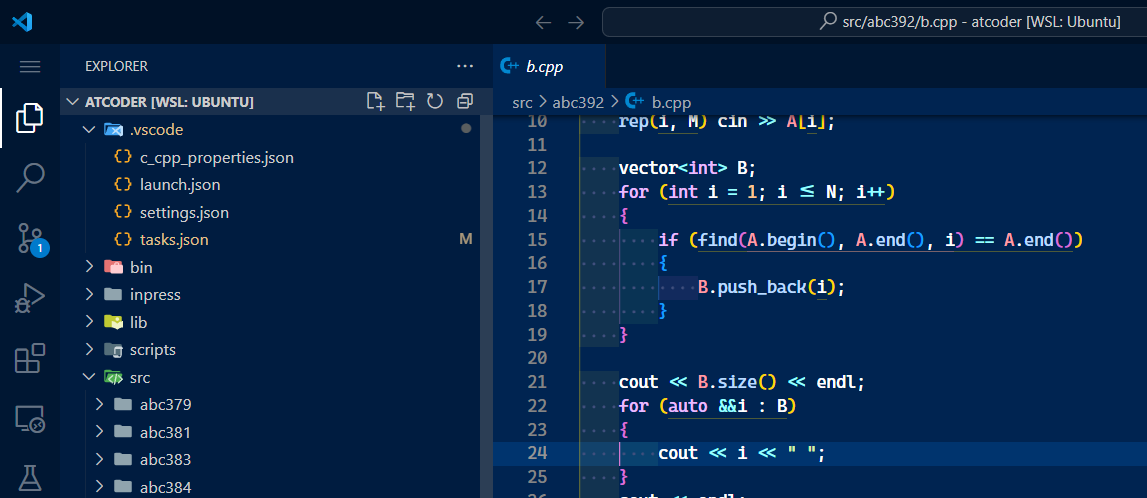 src/abc392/b.cpp - atcoder [WSL: Ubuntu]
EXPLORER
ATCODER [WSL: UBUNTU]
.vscode
c_cpp_properties.json
launch.json
settings.json
tasks.json M
bin
inpress
lib
scripts
src
abc379
abc381
abc383
abc384
1
b.cpp
src > abc392 > b.cpp
10 rep(i, M) cin >> A[i];
11
12 vector<int> B;
13 for (int i = 1; i <= N; i++)
14 {
15 if (find(A.begin(), A.end(), i) == A.end())
16 {
17 B.push_back(i);
18 }
19 }
20
21 cout << B.size() << endl;
22 for (auto &&i : B)
23 {
24 cout << i << " ";
25 }
26 cout << endl;